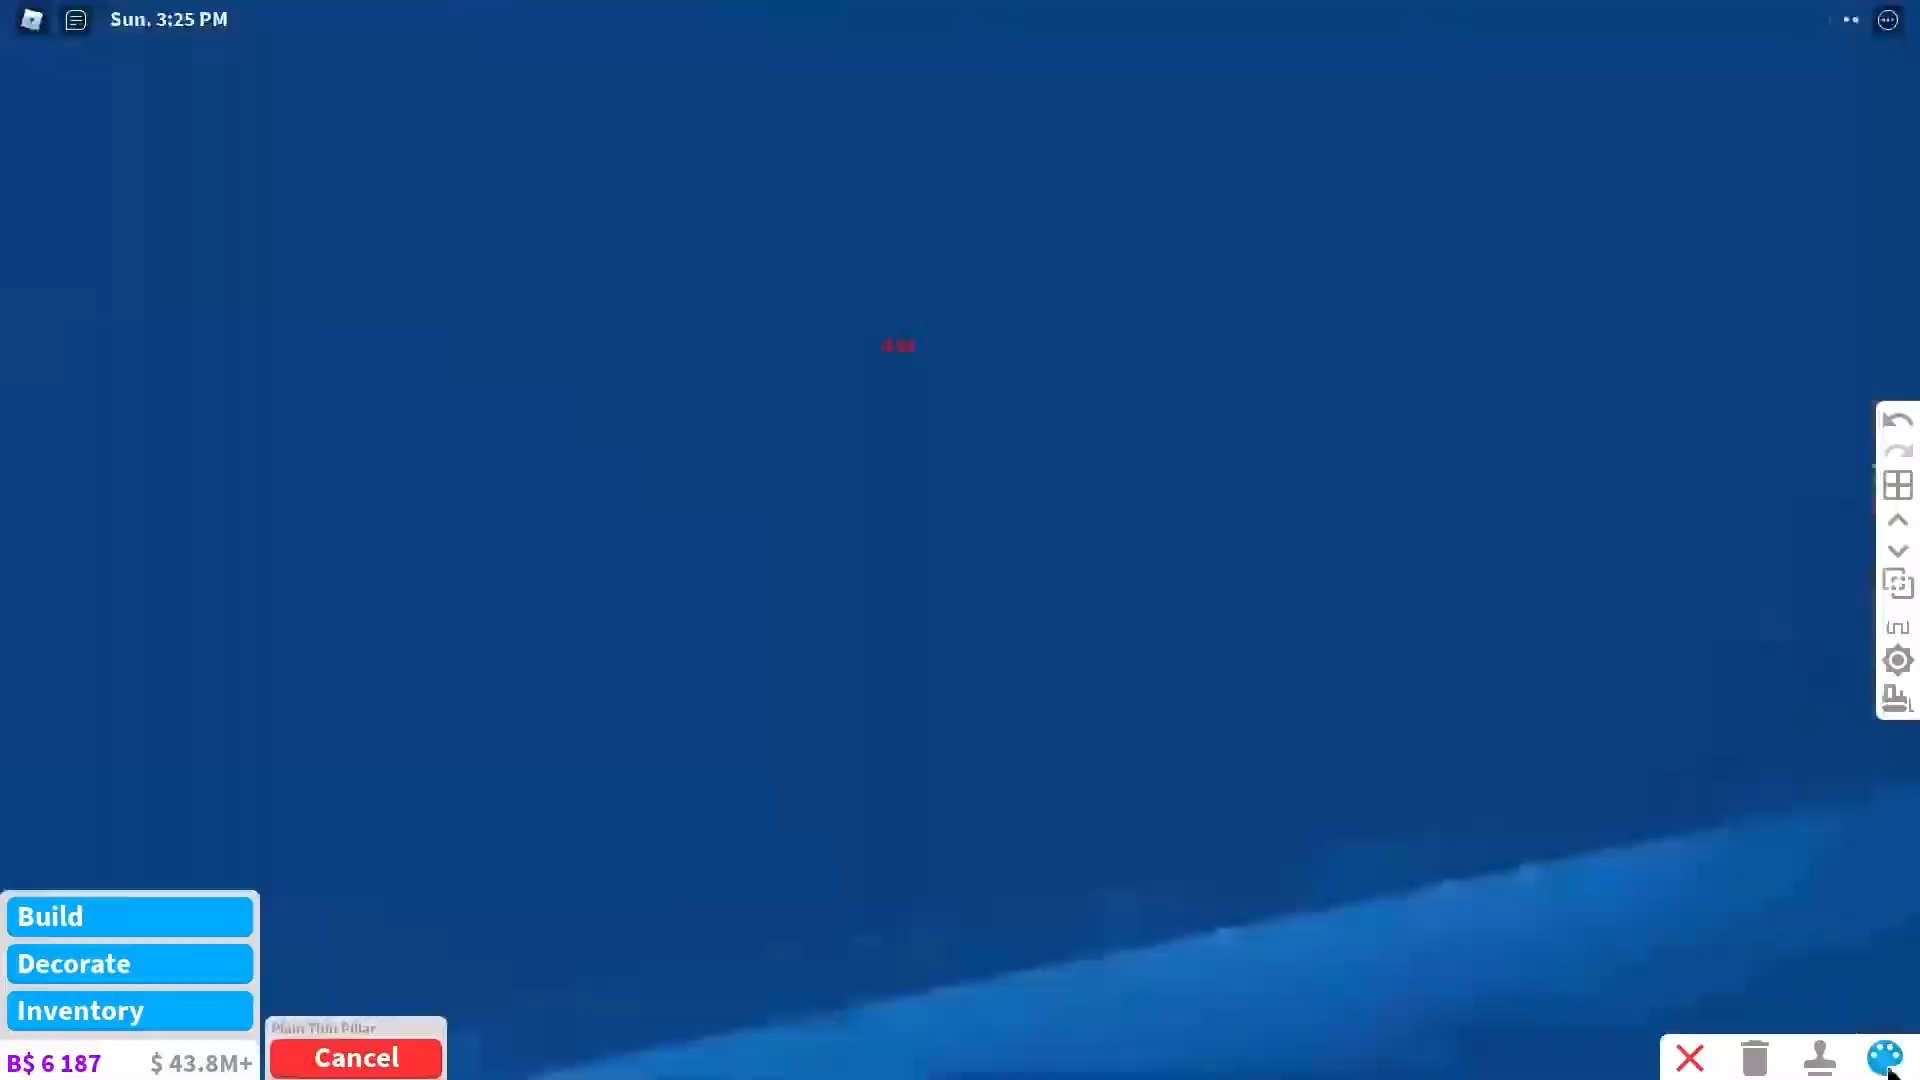 Sun. 3:25 PM
Build
Decorate
Inventory
Plain Thin Pillar
Cancel
B$ 6 187
$ 43.8M+